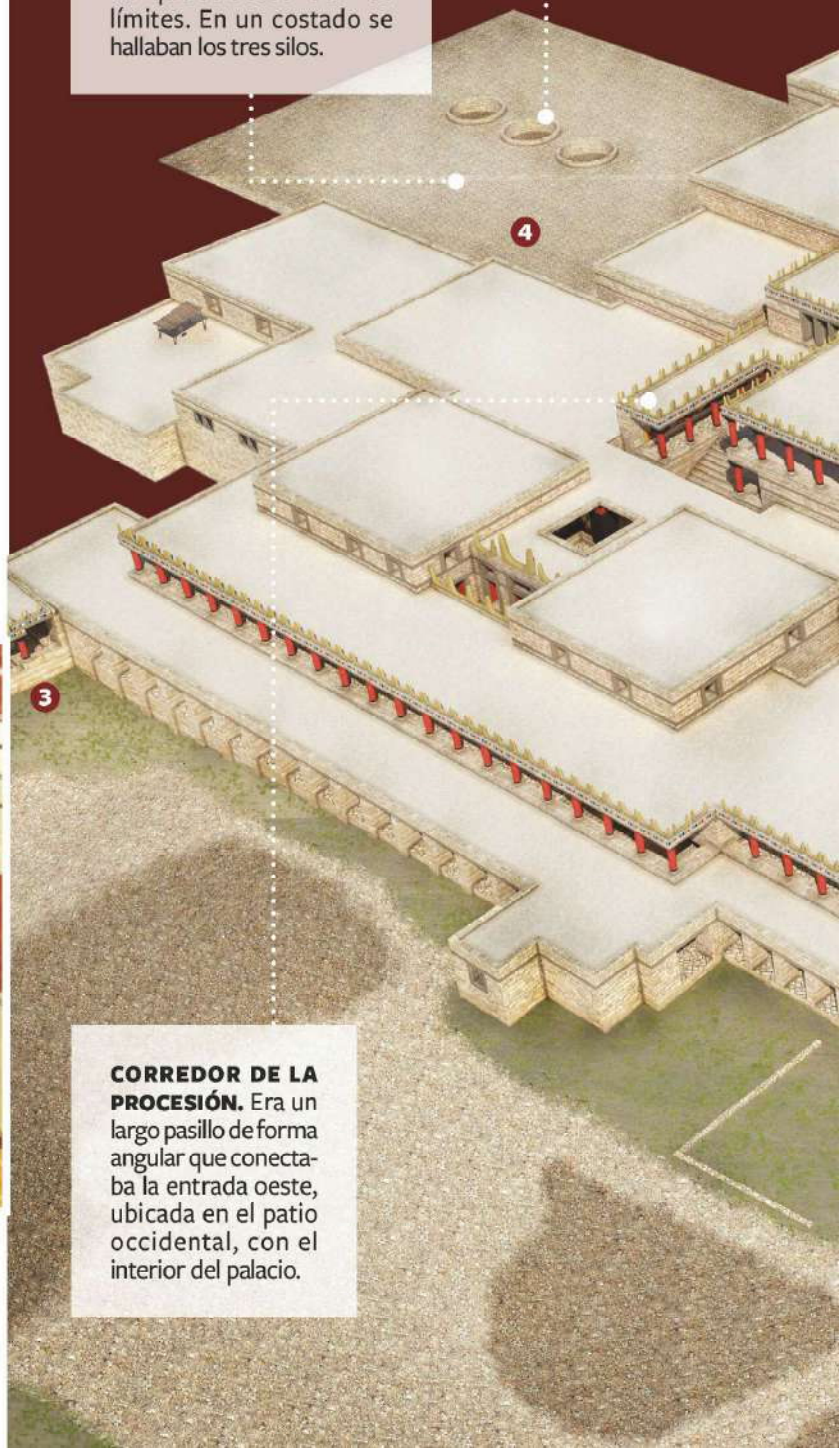 límites. En un costado se
hallaban los tres silos.
4
3
CORREDOR DE LA
PROCESIÓN. Era un
largo pasillo de forma
angular que conecta-
ba la entrada oeste,
ubicada en el patio
occidental, con el
interior del palacio.